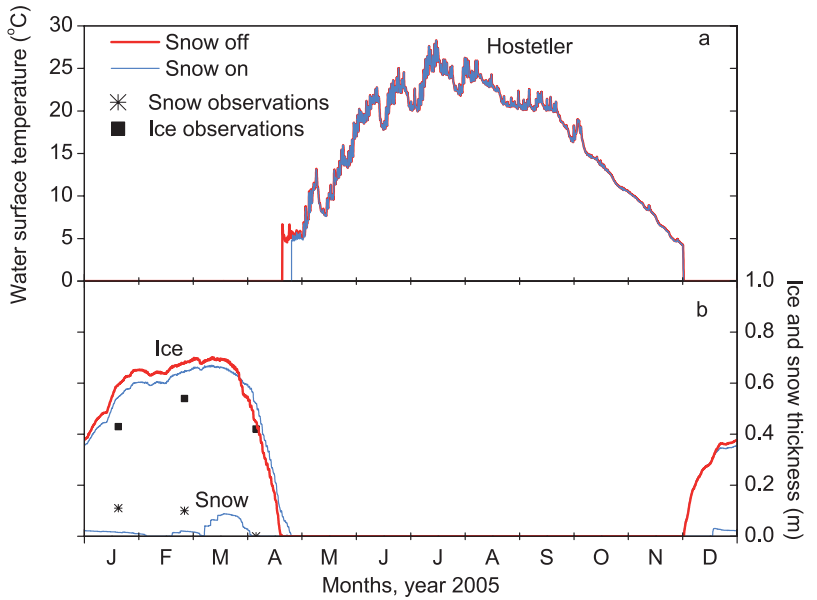 Water surface temperature (°C)
30
25
20
15
10
5
0
Snow off
Snow on
Snow observations
Ice observations
Hostetler
a
1.0
0.8
0.6
0.4
0.2
0.0
Ice and snow thickness (m)
b
Ice
Snow
J F M A M J J A S O N D
Months, year 2005